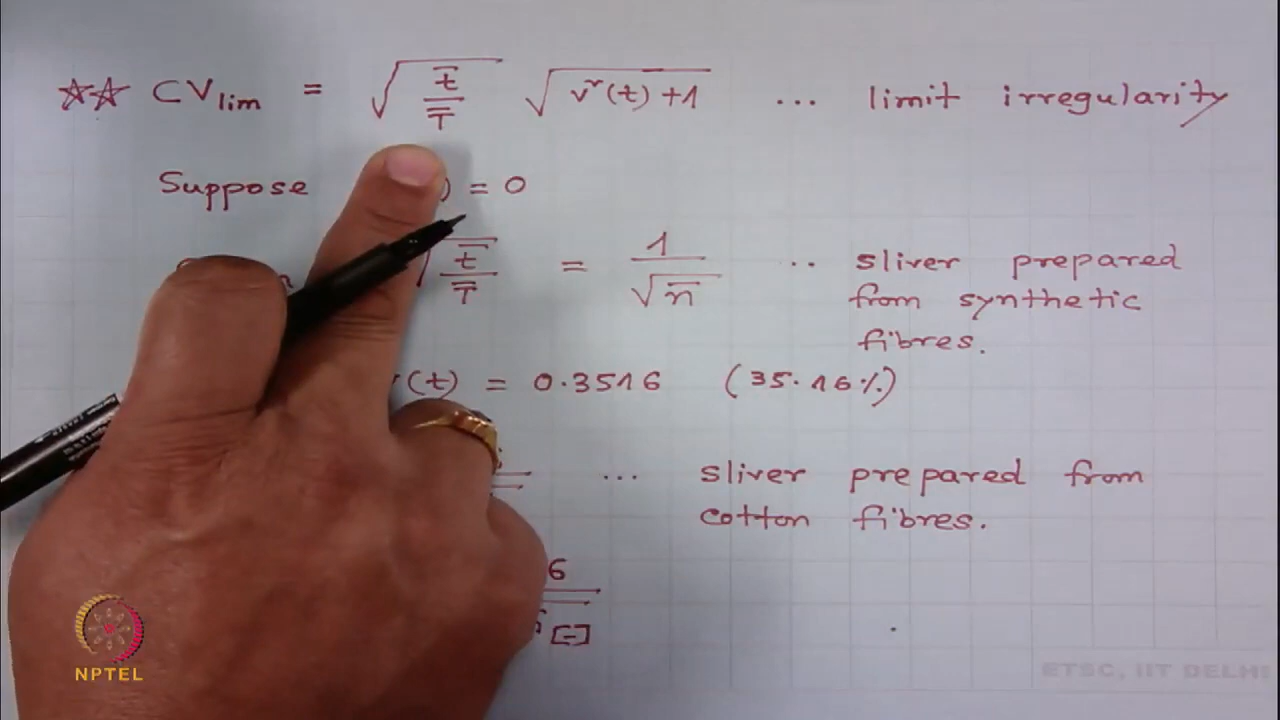 ☆☆ CV_lim = √(t̄/T̿) √(v²(t)+1) ... limit irregularity
Suppose ) = 0
√(t̄/T̿) = 1/√n̄ .. sliver prepared from synthetic fibres.
(t) = 0.3516 (35.16%)
... sliver prepared from cotton fibres.
6
[-]
NPTEL
ETSC, IIT DELHI